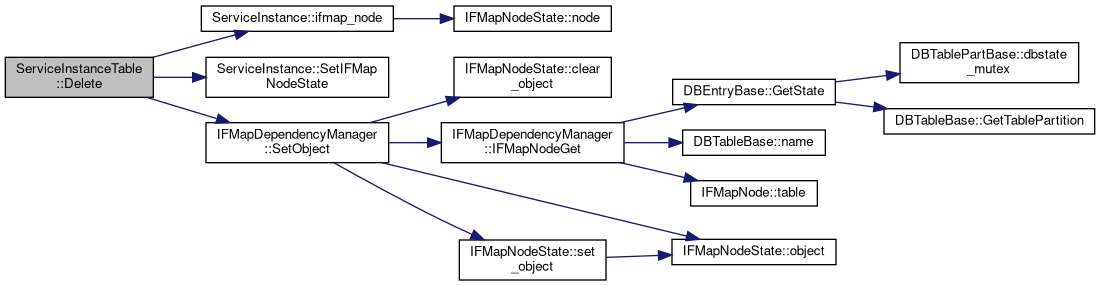 ServiceInstanceTable
::Delete
ServiceInstance::ifmap_node
IFMapNodeState::node
ServiceInstance::SetIFMap
NodeState
IFMapDependencyManager
::SetObject
IFMapNodeState::clear
_object
IFMapDependencyManager
::IFMapNodeGet
DBEntryBase::GetState
DBTablePartBase::dbstate
_mutex
DBTableBase::GetTablePartition
DBTableBase::name
IFMapNode::table
IFMapNodeState::set
_object
IFMapNodeState::object